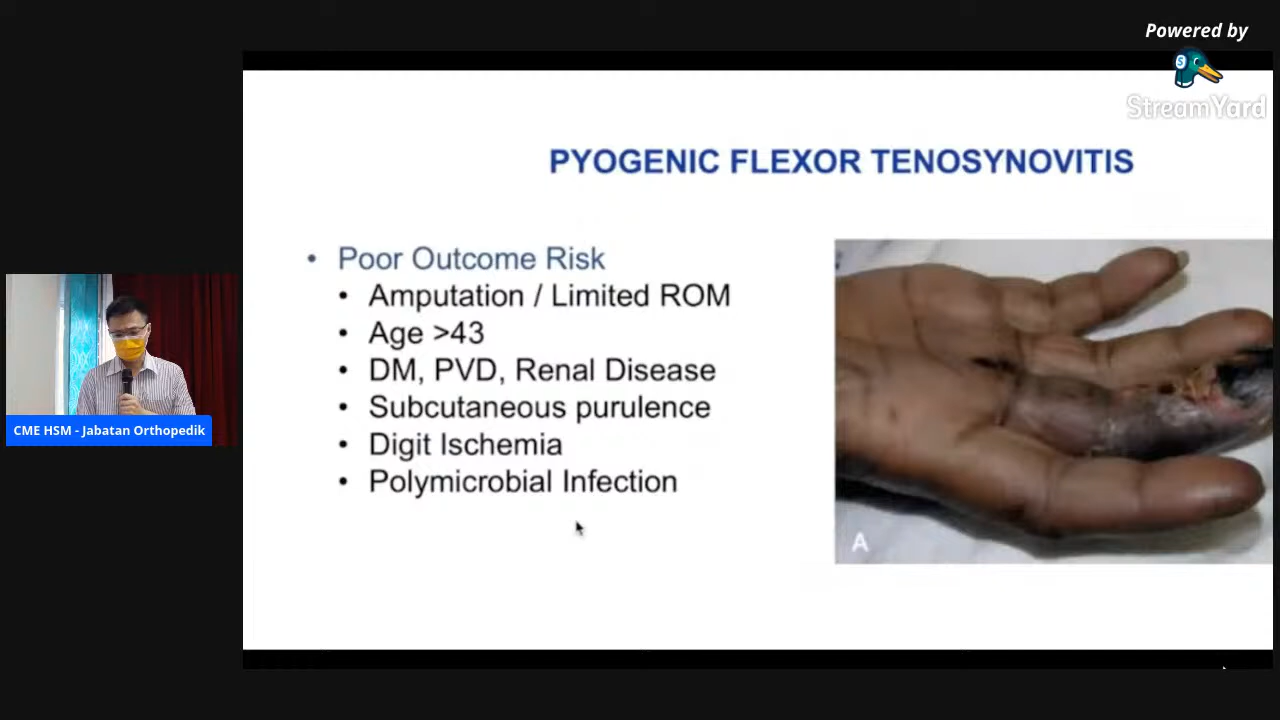 Powered by
StreamYard
PYOGENIC FLEXOR TENOSYNOVITIS
• Poor Outcome Risk
• Amputation / Limited ROM
• Age >43
• DM, PVD, Renal Disease
• Subcutaneous purulence
• Digit Ischemia
• Polymicrobial Infection
A
CME HSM - Jabatan Orthopedik